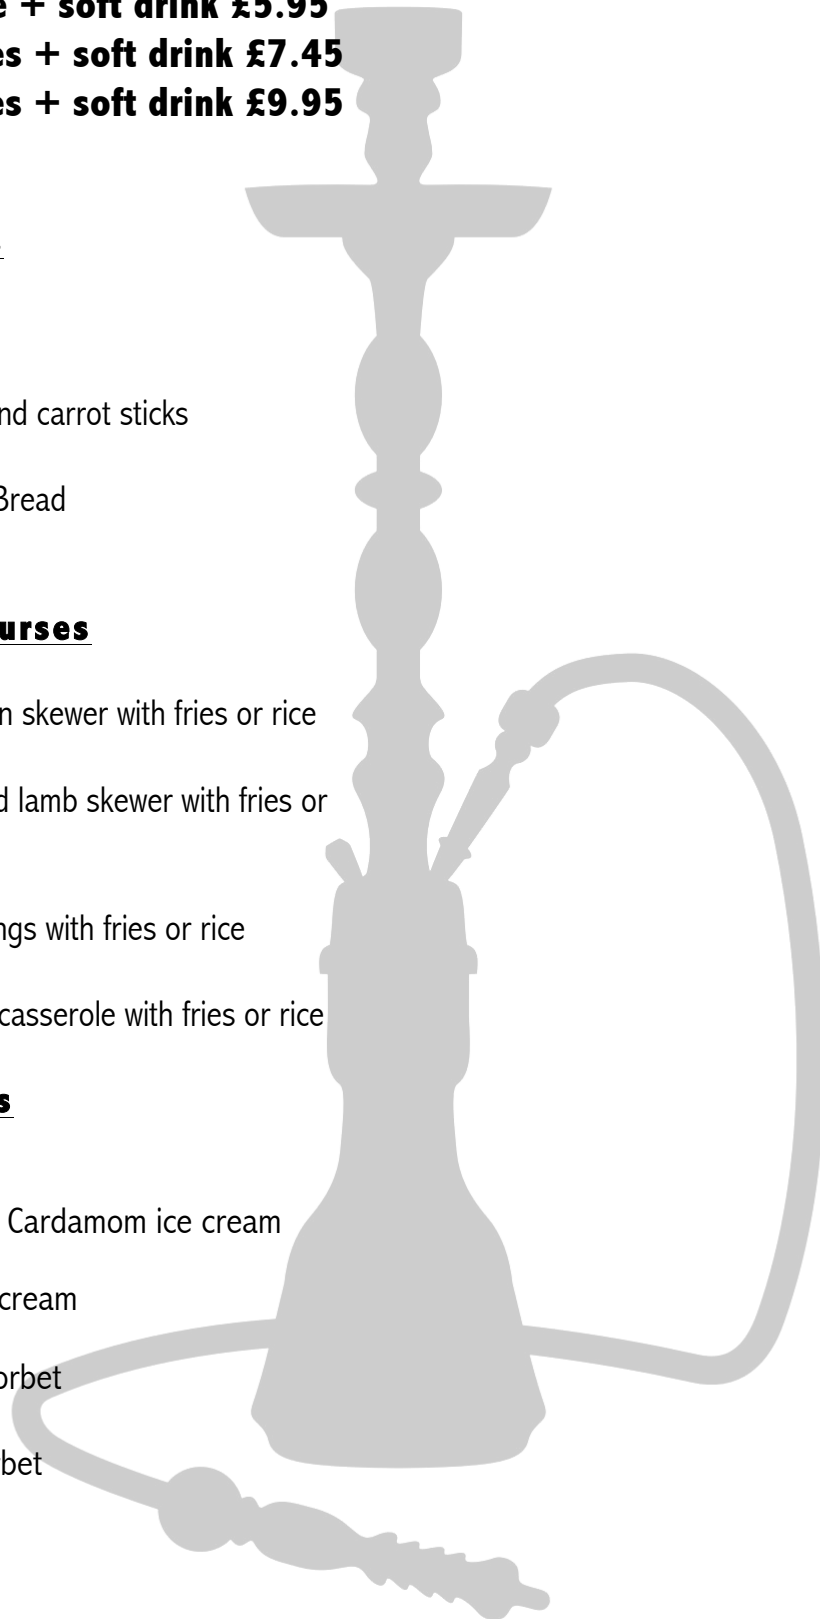 e + soft drink £5.95
es + soft drink £7.45
es + soft drink £9.95
nd carrot sticks
Bread
urses
n skewer with fries or rice
d lamb skewer with fries or
ngs with fries or rice
casserole with fries or rice
s
Cardamom ice cream
cream
orbet
rbet